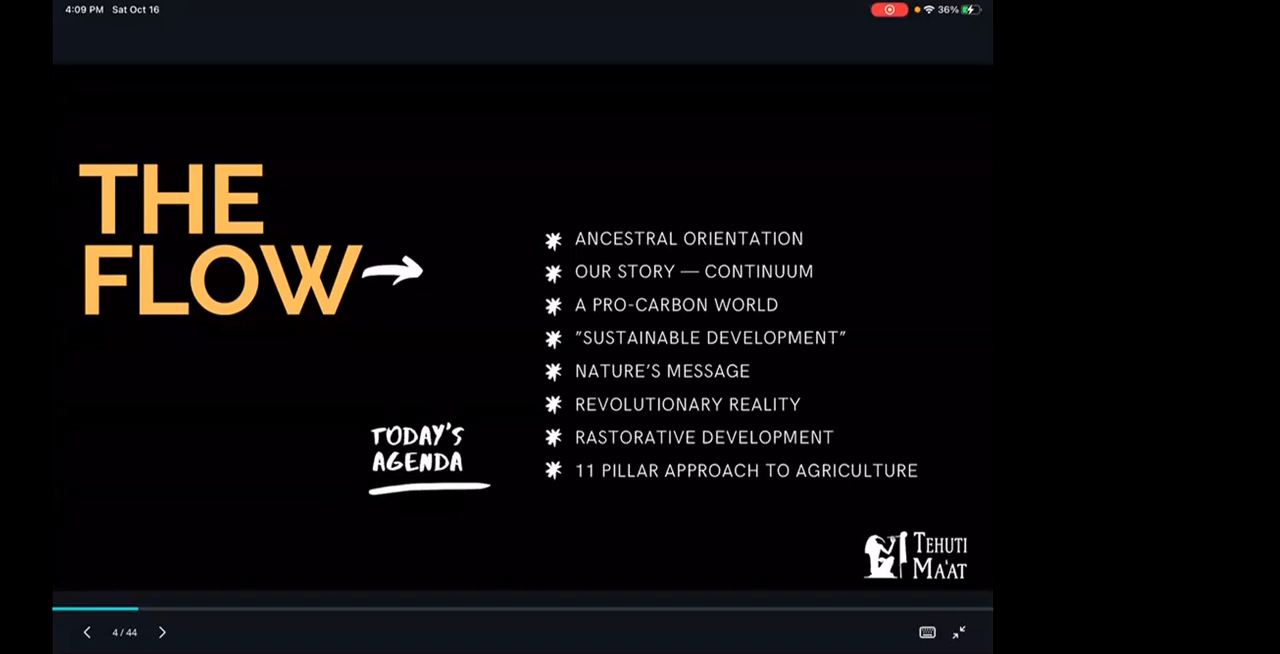 4:09 PM Sat Oct 16
36%
THE
FLOW
ANCESTRAL ORIENTATION
OUR STORY — CONTINUUM
A PRO-CARBON WORLD
"SUSTAINABLE DEVELOPMENT"
NATURE'S MESSAGE
REVOLUTIONARY REALITY
RASTORATIVE DEVELOPMENT
11 PILLAR APPROACH TO AGRICULTURE
TODAY'S
AGENDA
TEHUTI
MA'AT
4 / 44